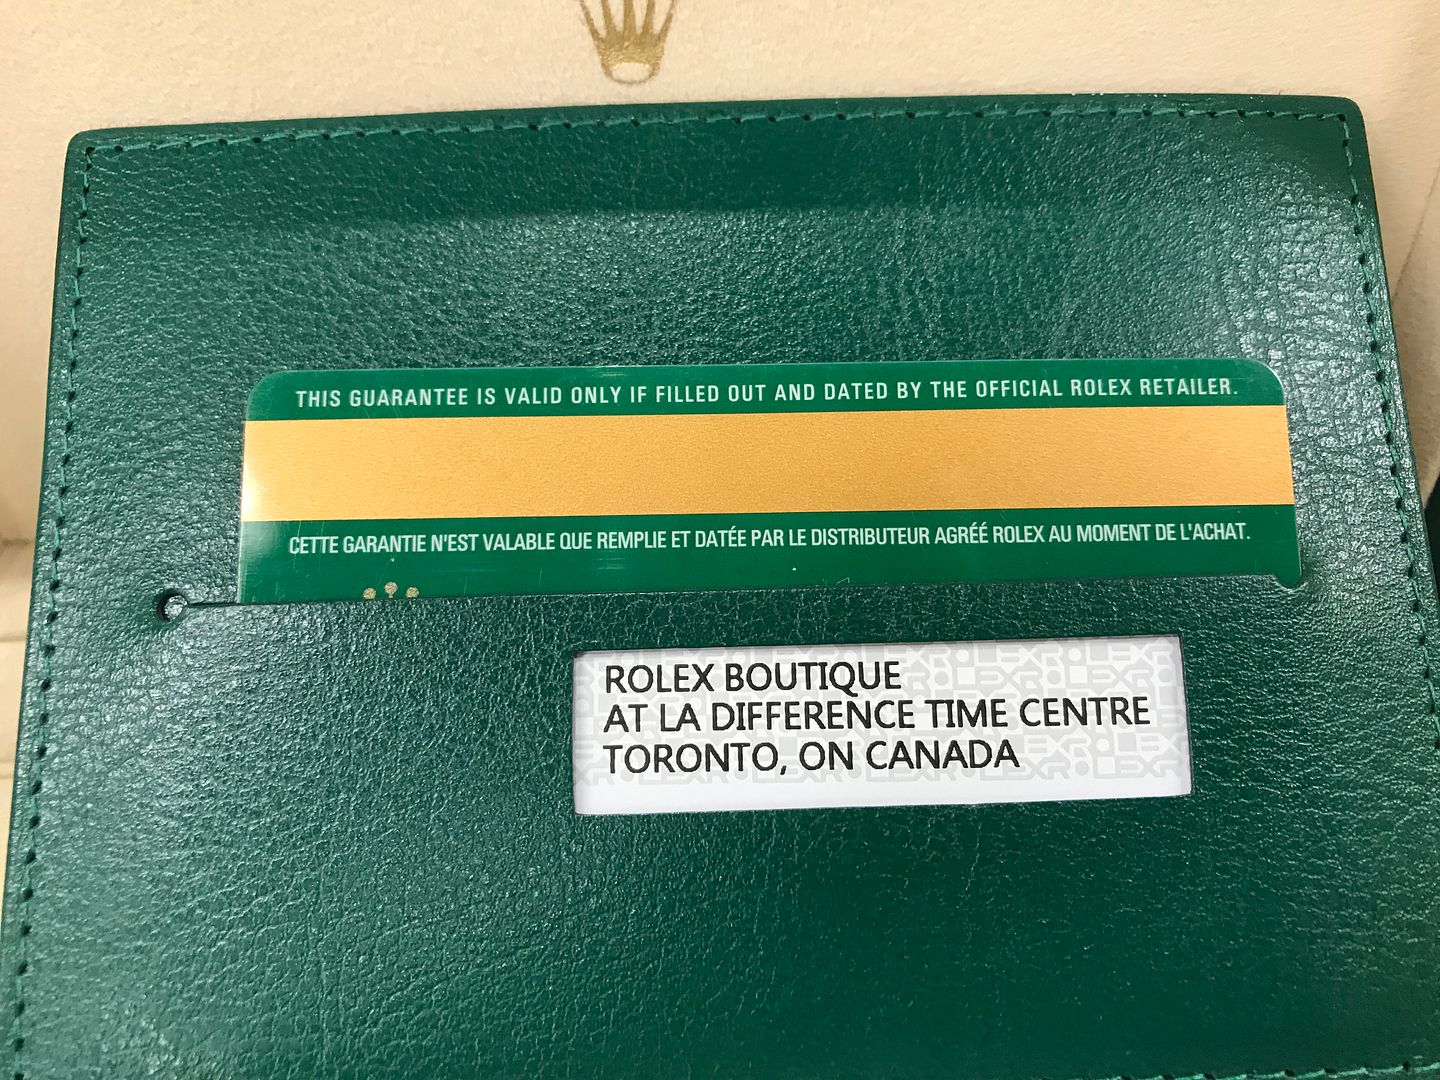 THIS GUARANTEE IS VALID ONLY IF FILLED OUT AND DATED BY THE OFFICIAL ROLEX RETAILER.
CETTE GARANTIE N'EST VALABLE QUE REMPLIE ET DATÉE PAR LE DISTRIBUTEUR AGRÉÉ ROLEX AU MOMENT DE L'ACHAT.
ROLEX BOUTIQUE
AT LA DIFFERENCE TIME CENTRE
TORONTO, ON CANADA